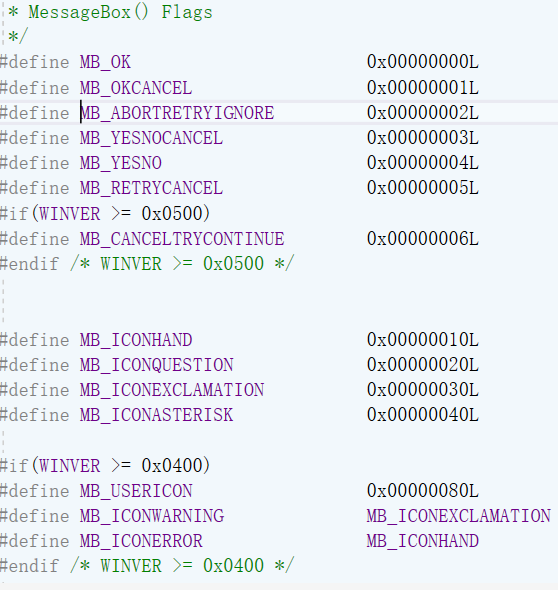 * MessageBox() Flags
*/
#define MB_OK 0x00000000L
#define MB_OKCANCEL 0x00000001L
#define MB_ABORTRETRYIGNORE 0x00000002L
#define MB_YESNOCANCEL 0x00000003L
#define MB_YESNO 0x00000004L
#define MB_RETRYCANCEL 0x00000005L
#if(WINVER >= 0x0500)
#define MB_CANCELTRYCONTINUE 0x00000006L
#endif /* WINVER >= 0x0500 */
#define MB_ICONHAND 0x00000010L
#define MB_ICONQUESTION 0x00000020L
#define MB_ICONEXCLAMATION 0x00000030L
#define MB_ICONASTERISK 0x00000040L
#if(WINVER >= 0x0400)
#define MB_USERICON 0x00000080L
#define MB_ICONWARNING MB_ICONEXCLAMATION
#define MB_ICONERROR MB_ICONHAND
#endif /* WINVER >= 0x0400 */